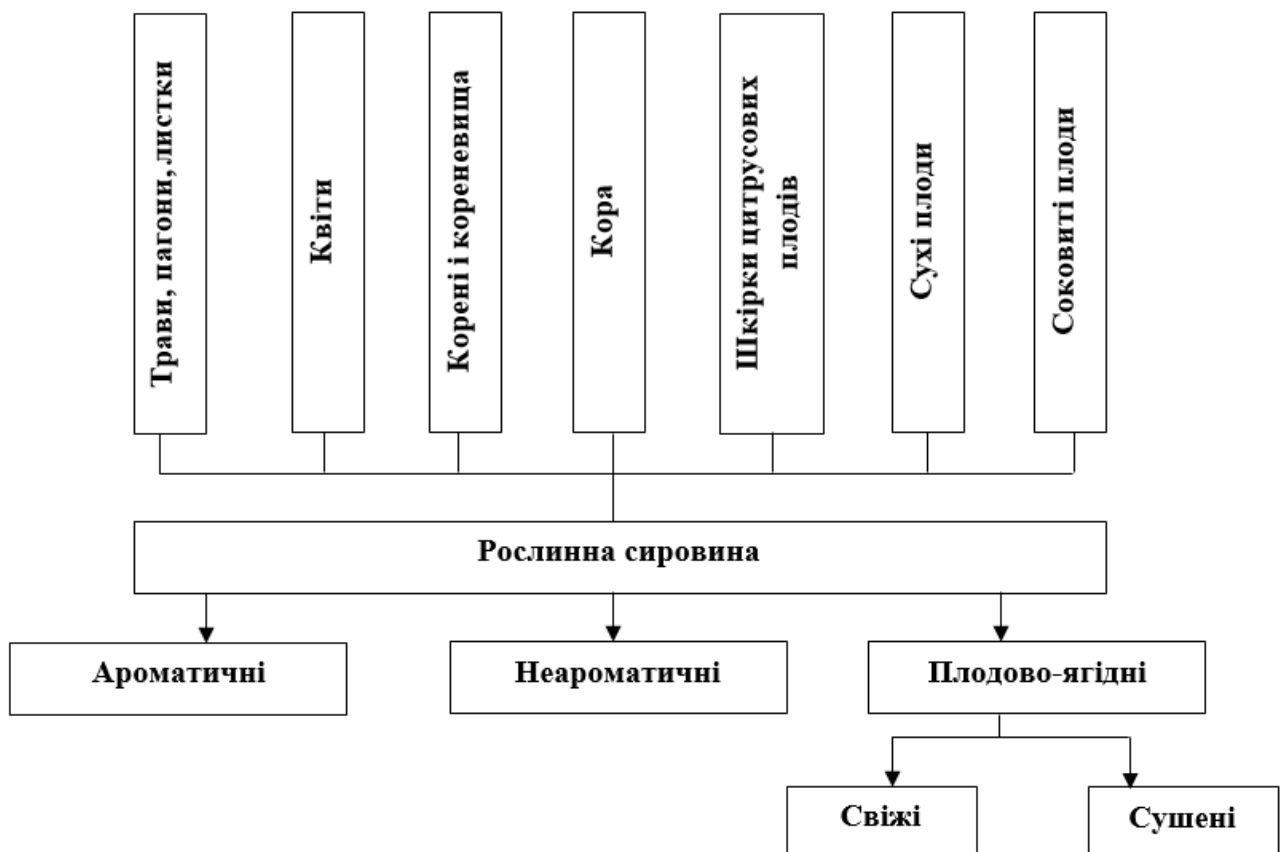 Трави, пагони, листки
Квіти
Корені і кореневища
Кора
Шкірки цитрусових
плодів
Сухі плоди
Соковиті плоди
Рослинна сировина
Ароматичні
Неароматичні
Плодово-ягідні
Свіжі
Сушені